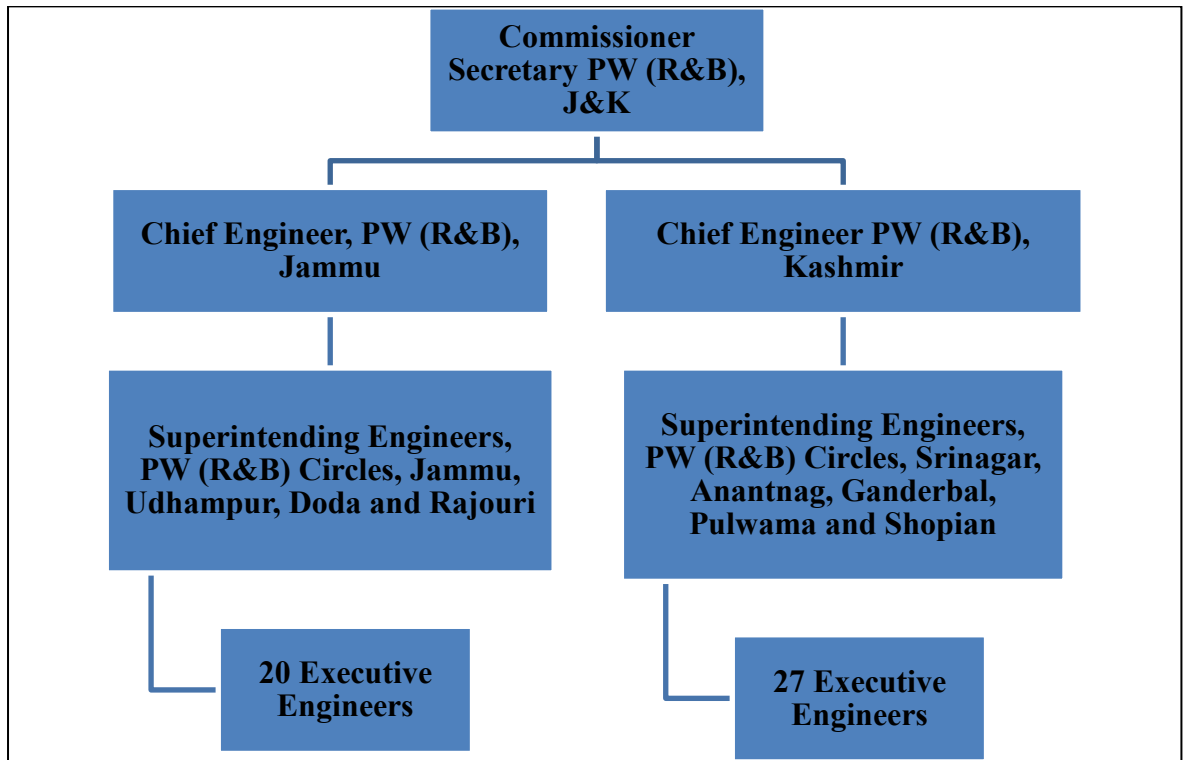 Commissioner
Secretary PW (R&B),
J&K
Chief Engineer, PW (R&B),
Jammu
Chief Engineer PW (R&B),
Kashmir
Superintending Engineers,
PW (R&B) Circles, Jammu,
Udhampur, Doda and Rajouri
Superintending Engineers,
PW (R&B) Circles, Srinagar,
Anantnag, Ganderbal,
Pulwama and Shopian
20 Executive
Engineers
27 Executive
Engineers